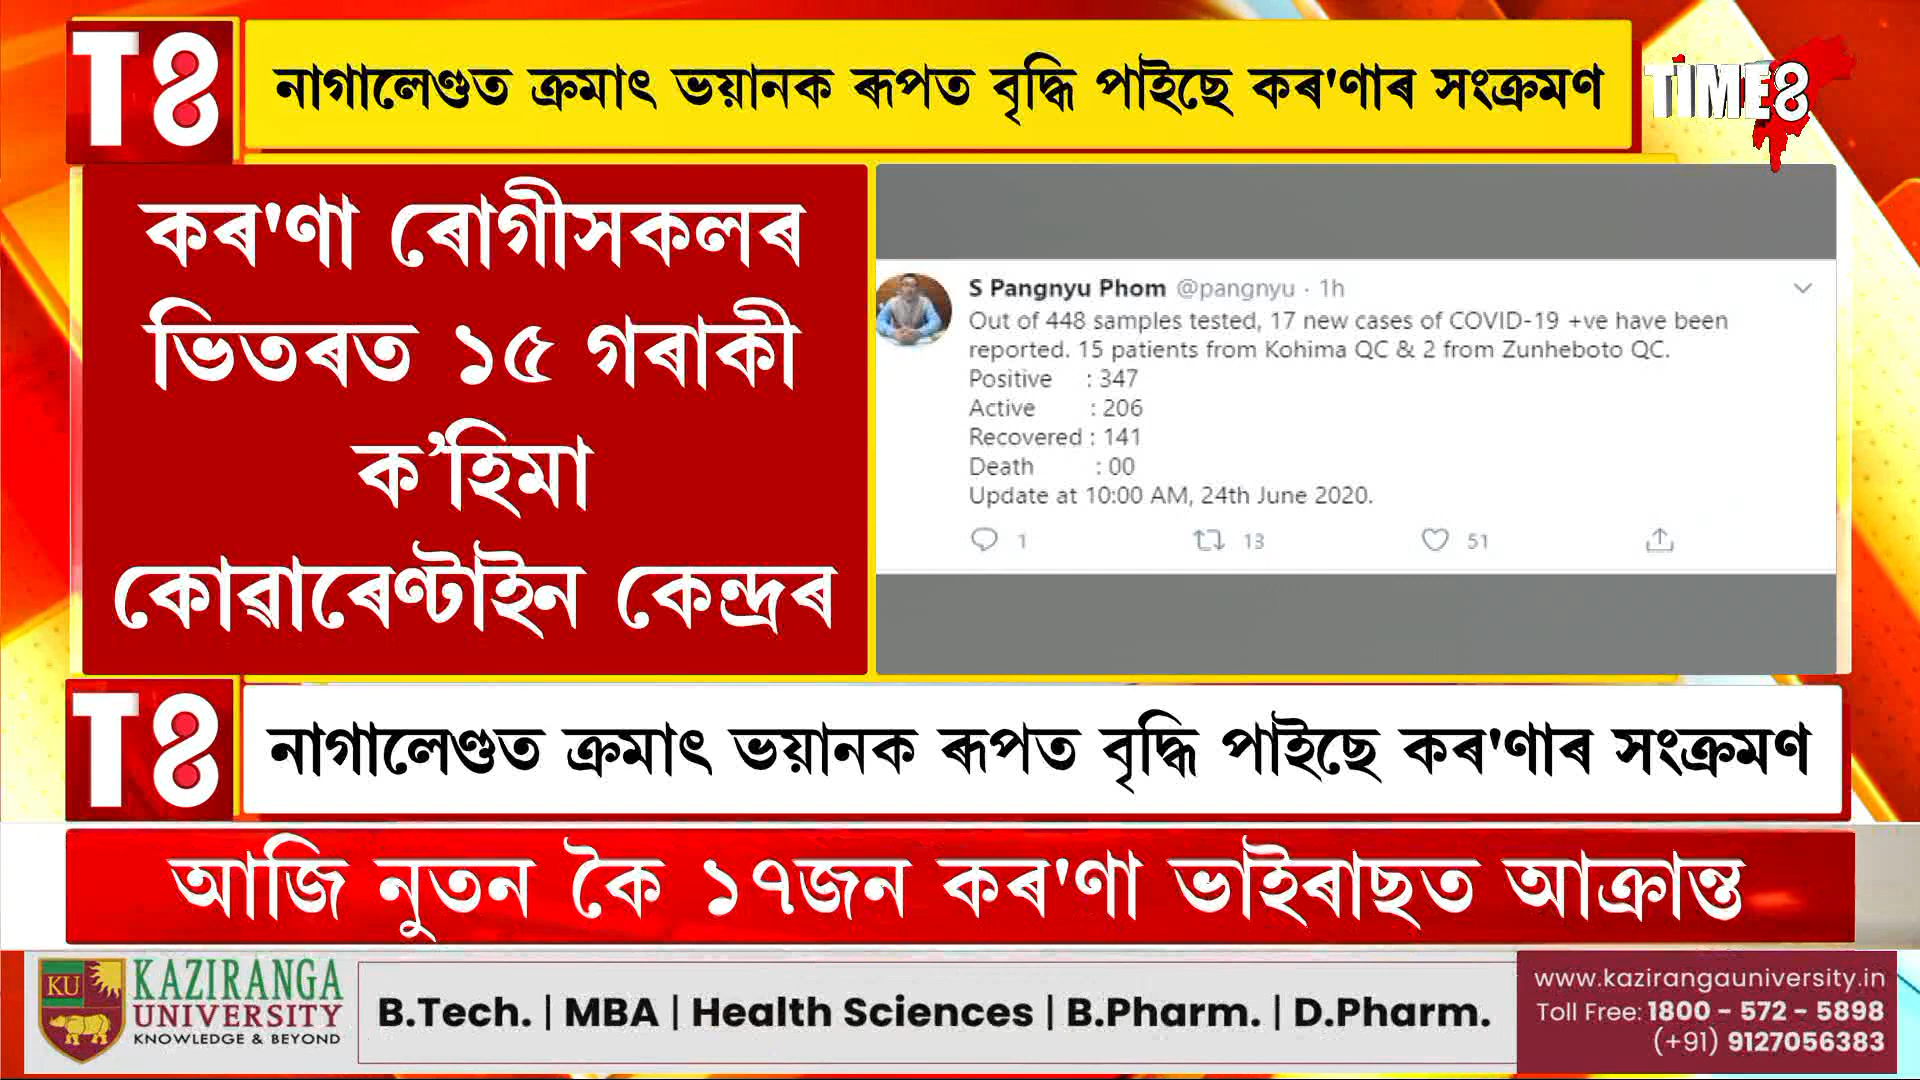 T8
নাগালেণ্ডত ক্ৰমাৎ ভয়ানক ৰূপত বৃদ্ধি পাইছে কৰ'ণাৰ সংক্ৰমণ
TIME8
কৰ'ণা ৰোগীসকলৰ
ভিতৰত ১৫ গৰাকী
ক’হিমা
কোৱাৰেণ্টাইন কেন্দ্ৰৰ
S Pangnyu Phom @pangnyu · 1h
Out of 448 samples tested, 17 new cases of COVID-19 +ve have been
reported. 15 patients from Kohima QC & 2 from Zunheboto QC.
Positive : 347
Active : 206
Recovered : 141
Death : 00
Update at 10:00 AM, 24th June 2020.
1 13 51
T8
নাগালেণ্ডত ক্ৰমাৎ ভয়ানক ৰূপত বৃদ্ধি পাইছে কৰ'ণাৰ সংক্ৰমণ
আজি নুতন কৈ ১৭জন কৰ'ণা ভাইৰাছত আক্ৰান্ত
KU
KAZIRANGA
UNIVERSITY
KNOWLEDGE & BEYOND
B.Tech. | MBA | Health Sciences | B.Pharm. | D.Pharm.
www.kazirangauniversity.in
Toll Free: 1800 - 572 - 5898
(+91) 9127056383